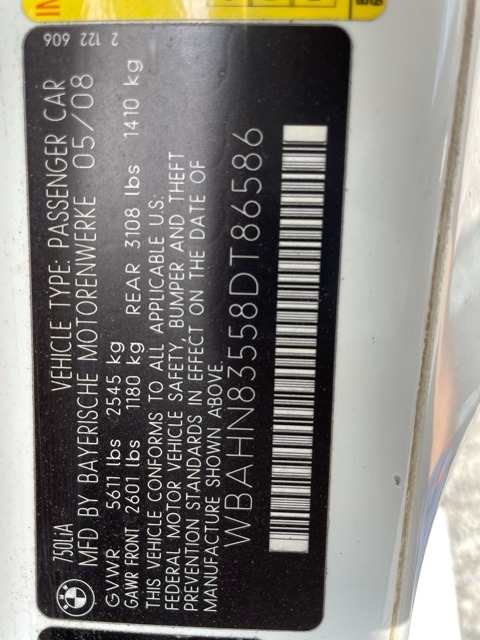 750LiA VEHICLE TYPE: PASSENGER CAR
MFD BY BAYERISCHE MOTORENWERKE 05/08
GVWR 5611 lbs 2545 kg
GAWR FRONT 2601 lbs 1180 kg REAR 3108 lbs 1410 kg
THIS VEHICLE CONFORMS TO ALL APPLICABLE U.S.
FEDERAL MOTOR VEHICLE SAFETY, BUMPER AND THEFT
PREVENTION STANDARDS IN EFFECT ON THE DATE OF
MANUFACTURE SHOWN ABOVE.
WBAHN83558DT86586
2 122 606
BMW